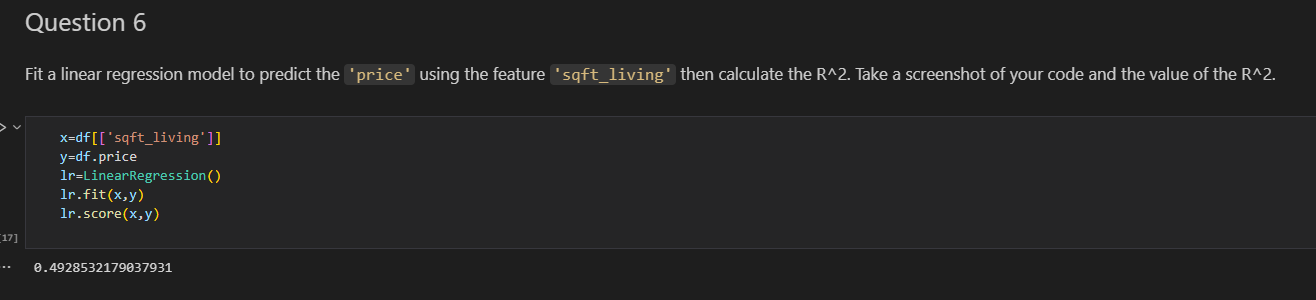 Question 6
Fit a linear regression model to predict the 'price' using the feature 'sqft_living' then calculate the R^2. Take a screenshot of your code and the value of the R^2.
x=df[['sqft_living']]
y=df.price
lr=LinearRegression()
lr.fit(x,y)
lr.score(x,y)
[17]
0.4928532179037931